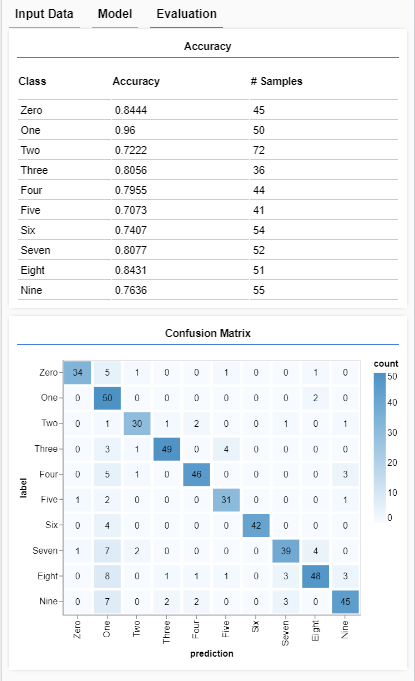 Input Data Model Evaluation
Accuracy
Class Accuracy # Samples
Zero 0.8444 45
One 0.96 50
Two 0.7222 72
Three 0.8056 36
Four 0.7955 44
Five 0.7073 41
Six 0.7407 54
Seven 0.8077 52
Eight 0.8431 51
Nine 0.7636 55
Confusion Matrix
count
Zero 34 5 1 0 0 1 0 0 1 0 50
One 0 50 0 0 0 0 0 0 2 0
40
Two 0 1 30 1 2 0 0 1 0 1
30
Three 0 3 1 49 0 4 0 0 0 0
20
Four 0 5 1 0 46 0 0 0 0 3
label
10
Five 1 2 0 0 0 31 0 0 0 1
0
Six 0 4 0 0 0 0 42 0 0 0
Seven 1 7 2 0 0 0 0 39 4 0
Eight 0 8 0 1 1 1 0 3 48 3
Nine 0 7 0 2 2 0 0 3 0 45
Zero One Two Three Four Five Six Seven Eight Nine
prediction